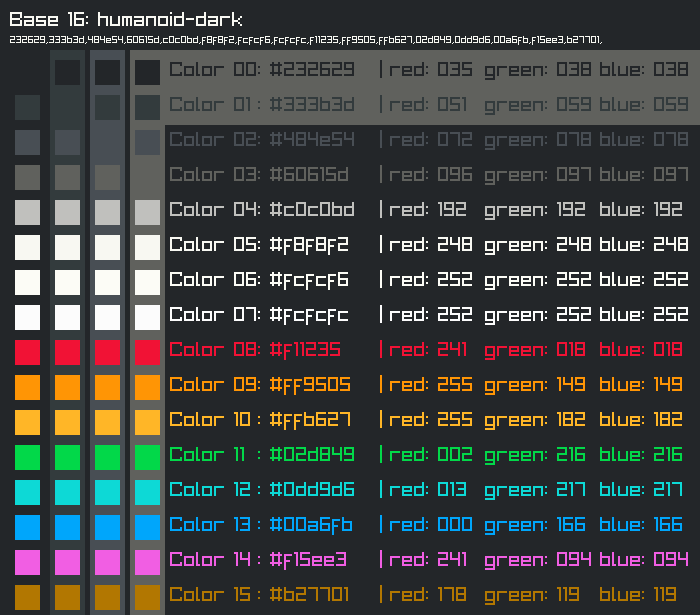 Base 16: humanoid-dark
232629,333b3d,484e54,60615d,c0c0bd,f8f8f2,fcfcf6,fcfcfc,f11235,ff9505,ffb627,02d849,0dd9d6,00a6fb,f15ee3,b27701,
Color 00: #232629 | red: 035 green: 038 blue: 038
Color 01: #333b3d | red: 051 green: 059 blue: 059
Color 02: #484e54 | red: 072 green: 078 blue: 078
Color 03: #60615d | red: 096 green: 097 blue: 097
Color 04: #c0c0bd | red: 192 green: 192 blue: 192
Color 05: #f8f8f2 | red: 248 green: 248 blue: 248
Color 06: #fcfcf6 | red: 252 green: 252 blue: 252
Color 07: #fcfcfc | red: 252 green: 252 blue: 252
Color 08: #f11235 | red: 241 green: 018 blue: 018
Color 09: #ff9505 | red: 255 green: 149 blue: 149
Color 10 : #ffb627 | red: 255 green: 182 blue: 182
Color 11 : #02d849 | red: 002 green: 216 blue: 216
Color 12 : #0dd9d6 | red: 013 green: 217 blue: 217
Color 13 : #00a6fb | red: 000 green: 166 blue: 166
Color 14 : #f15ee3 | red: 241 green: 094 blue: 094
Color 15 : #b27701 | red: 178 green: 119 blue: 119